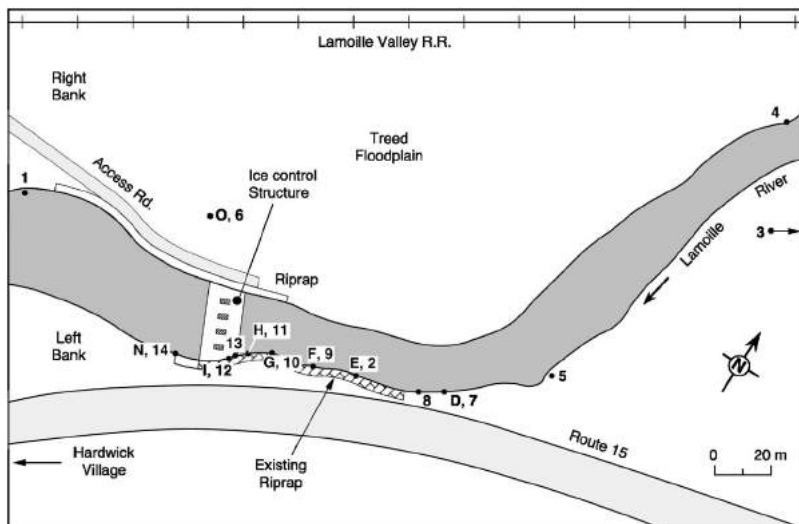 Lamoille Valley R.R.
Right
Bank
Treed
Floodplain
4
Access Rd.
Ice control
Structure
1
River
O, 6
3
Lamoille
Riprap
Left
Bank
H, 11
13
N, 14
F, 9
G, 10
E, 2
I, 12
5
N
8
D, 7
Route 15
Hardwick
Village
Existing
Riprap
0 20 m